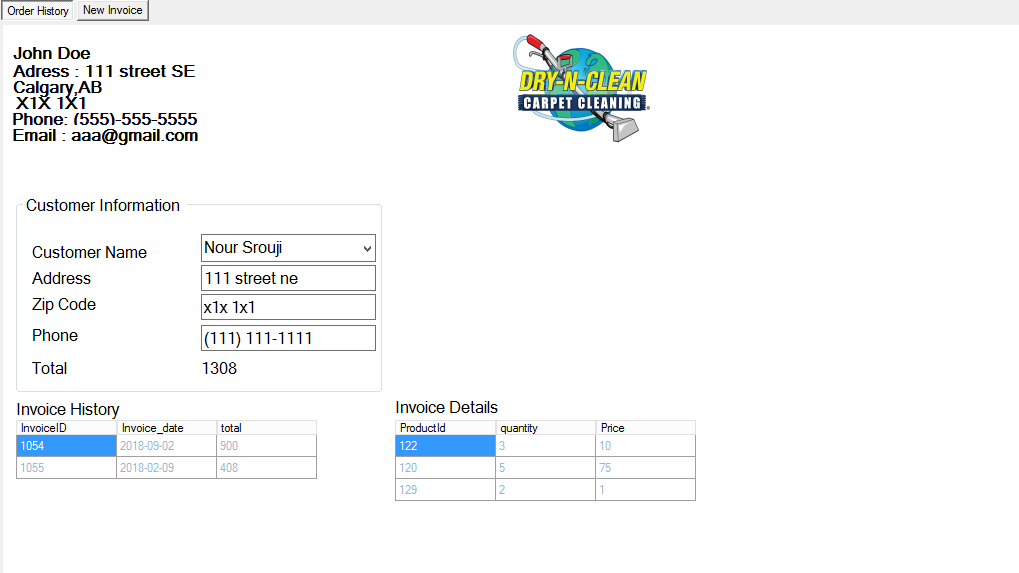 Order History New Invoice
John Doe
Adress : 111 street SE
Calgary,AB
X1X 1X1
Phone: (555)-555-5555
Email : aaa@gmail.com
DRY-N-CLEAN
CARPET CLEANING
Customer Information
Customer Name Nour Srouji
Address 111 street ne
Zip Code x1x 1x1
Phone (111) 111-1111
Total 1308
Invoice History
InvoiceID Invoice_date total
1054 2018-09-02 900
1055 2018-02-09 408
Invoice Details
ProductId quantity Price
122 3 10
120 5 75
129 2 1